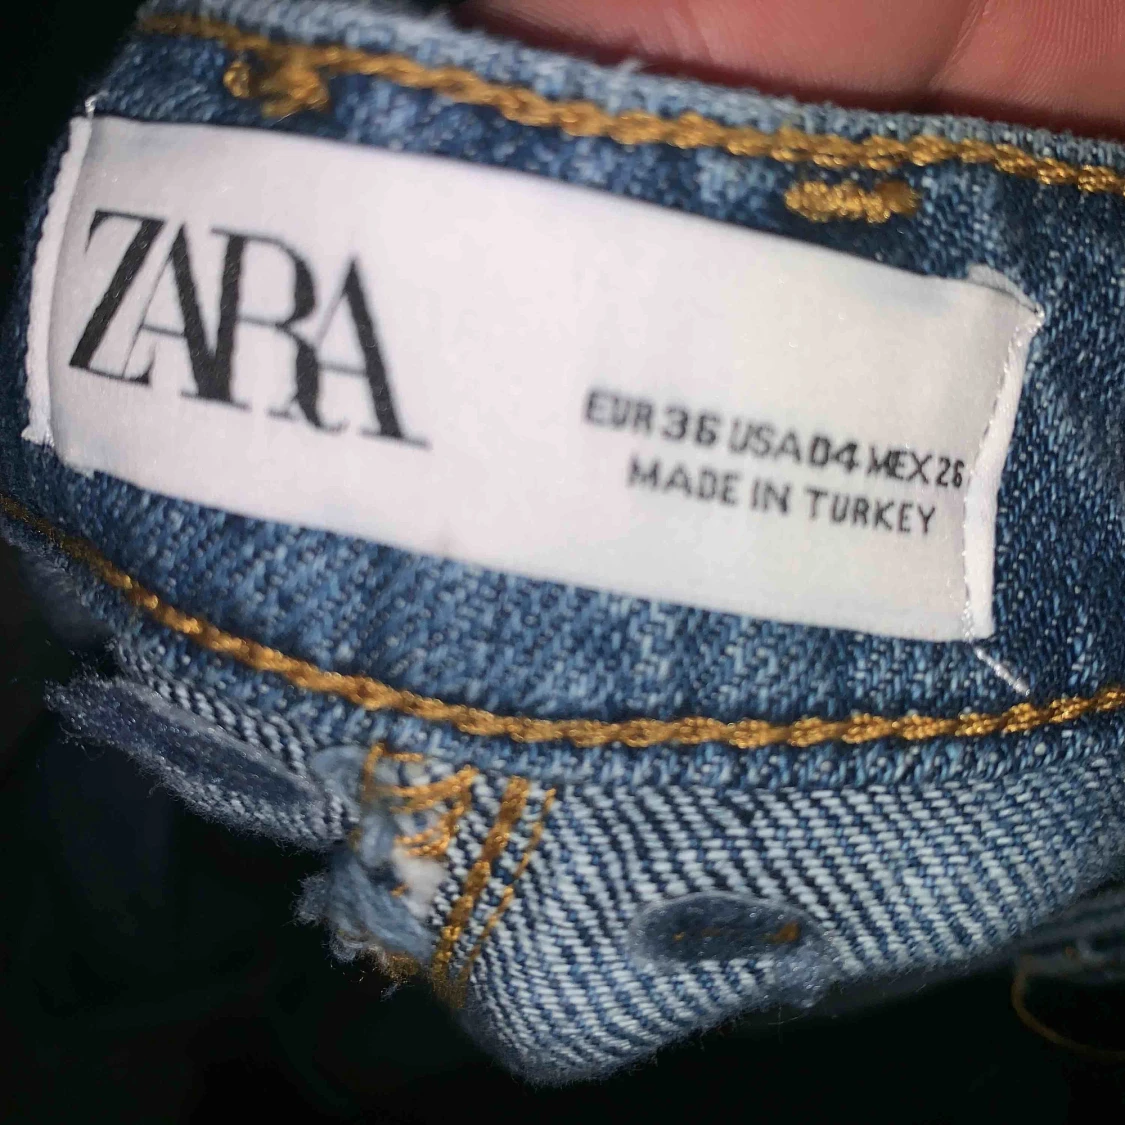 ZARA
EUR 36 USA 04 MEX 26
MADE IN TURKEY